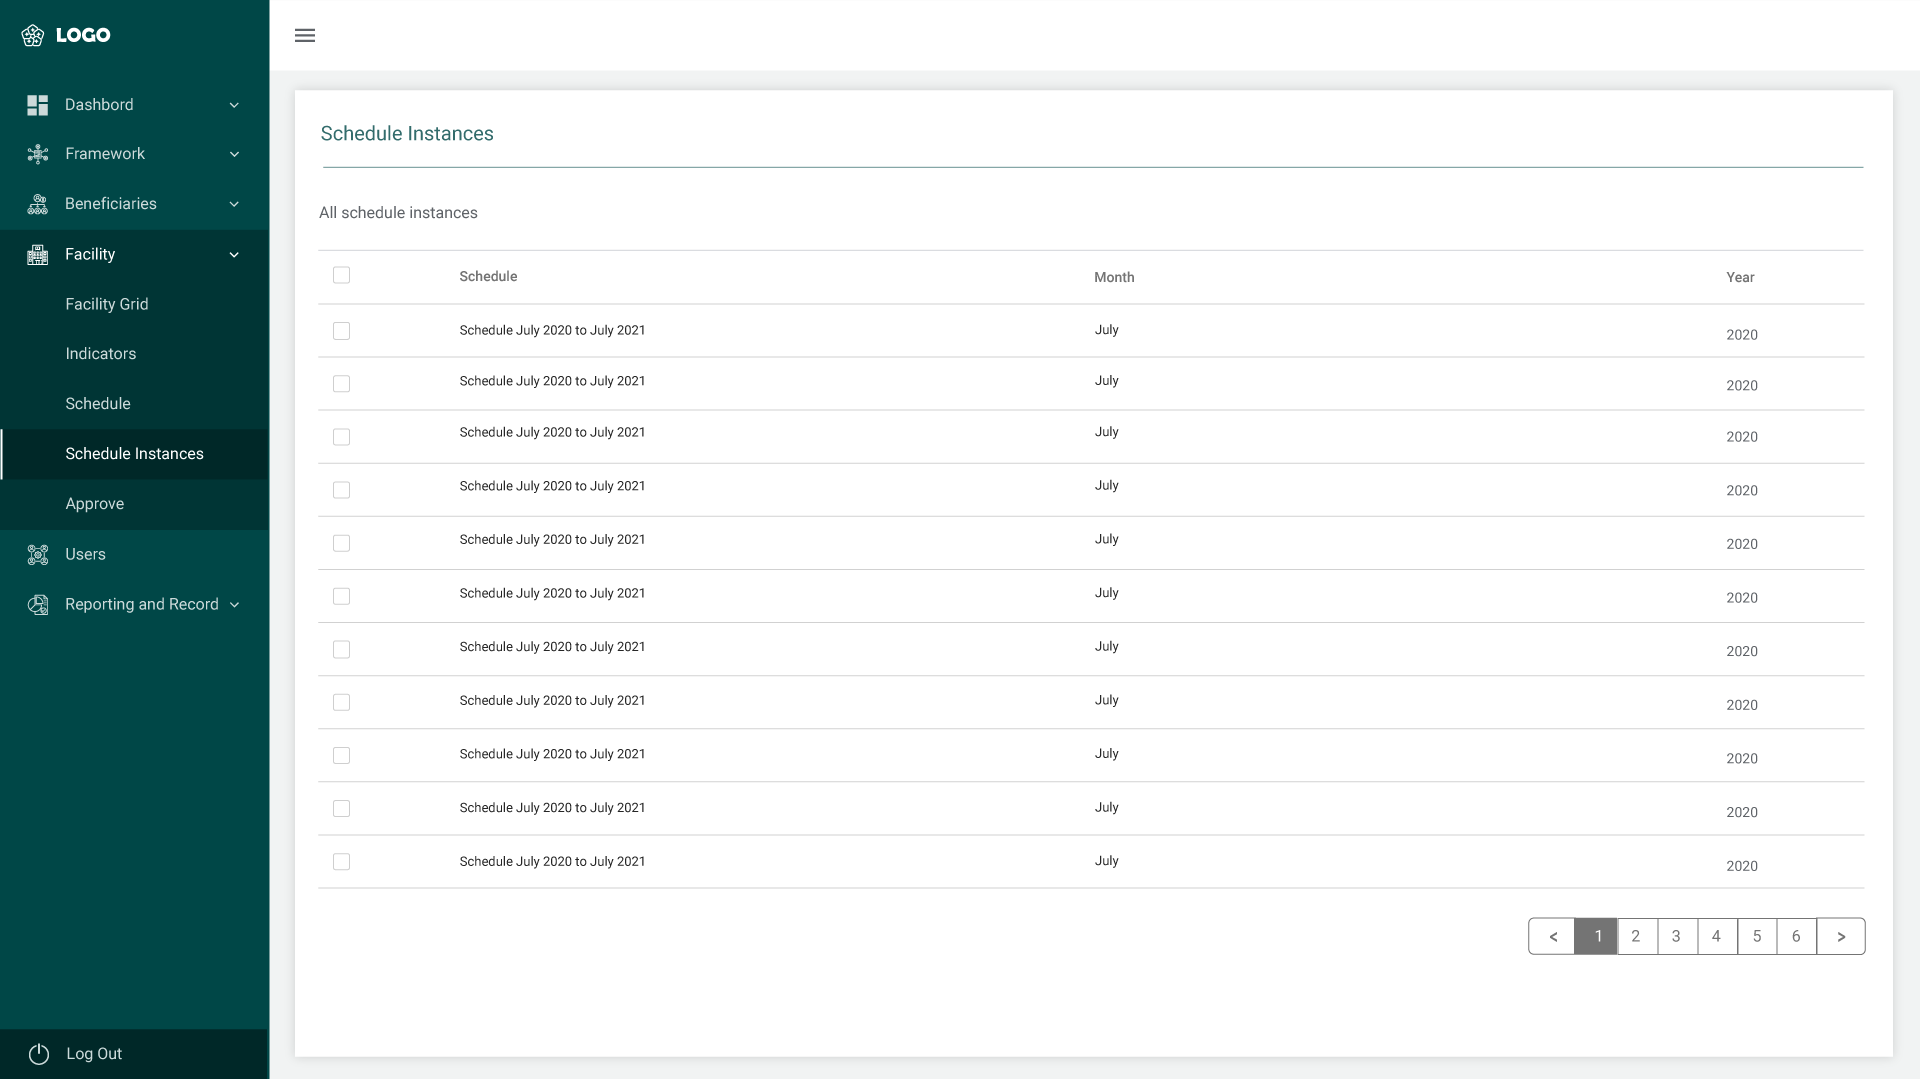 LOGO
Dashbord
Framework
Beneficiaries
Facility
Facility Grid
Indicators
Schedule
Schedule Instances
Approve
Users
Reporting and Record
Log Out
Schedule Instances
All schedule instances
Schedule Month Year
Schedule July 2020 to July 2021 July 2020
Schedule July 2020 to July 2021 July 2020
Schedule July 2020 to July 2021 July 2020
Schedule July 2020 to July 2021 July 2020
Schedule July 2020 to July 2021 July 2020
Schedule July 2020 to July 2021 July 2020
Schedule July 2020 to July 2021 July 2020
Schedule July 2020 to July 2021 July 2020
Schedule July 2020 to July 2021 July 2020
Schedule July 2020 to July 2021 July 2020
Schedule July 2020 to July 2021 July 2020
< 1 2 3 4 5 6 >